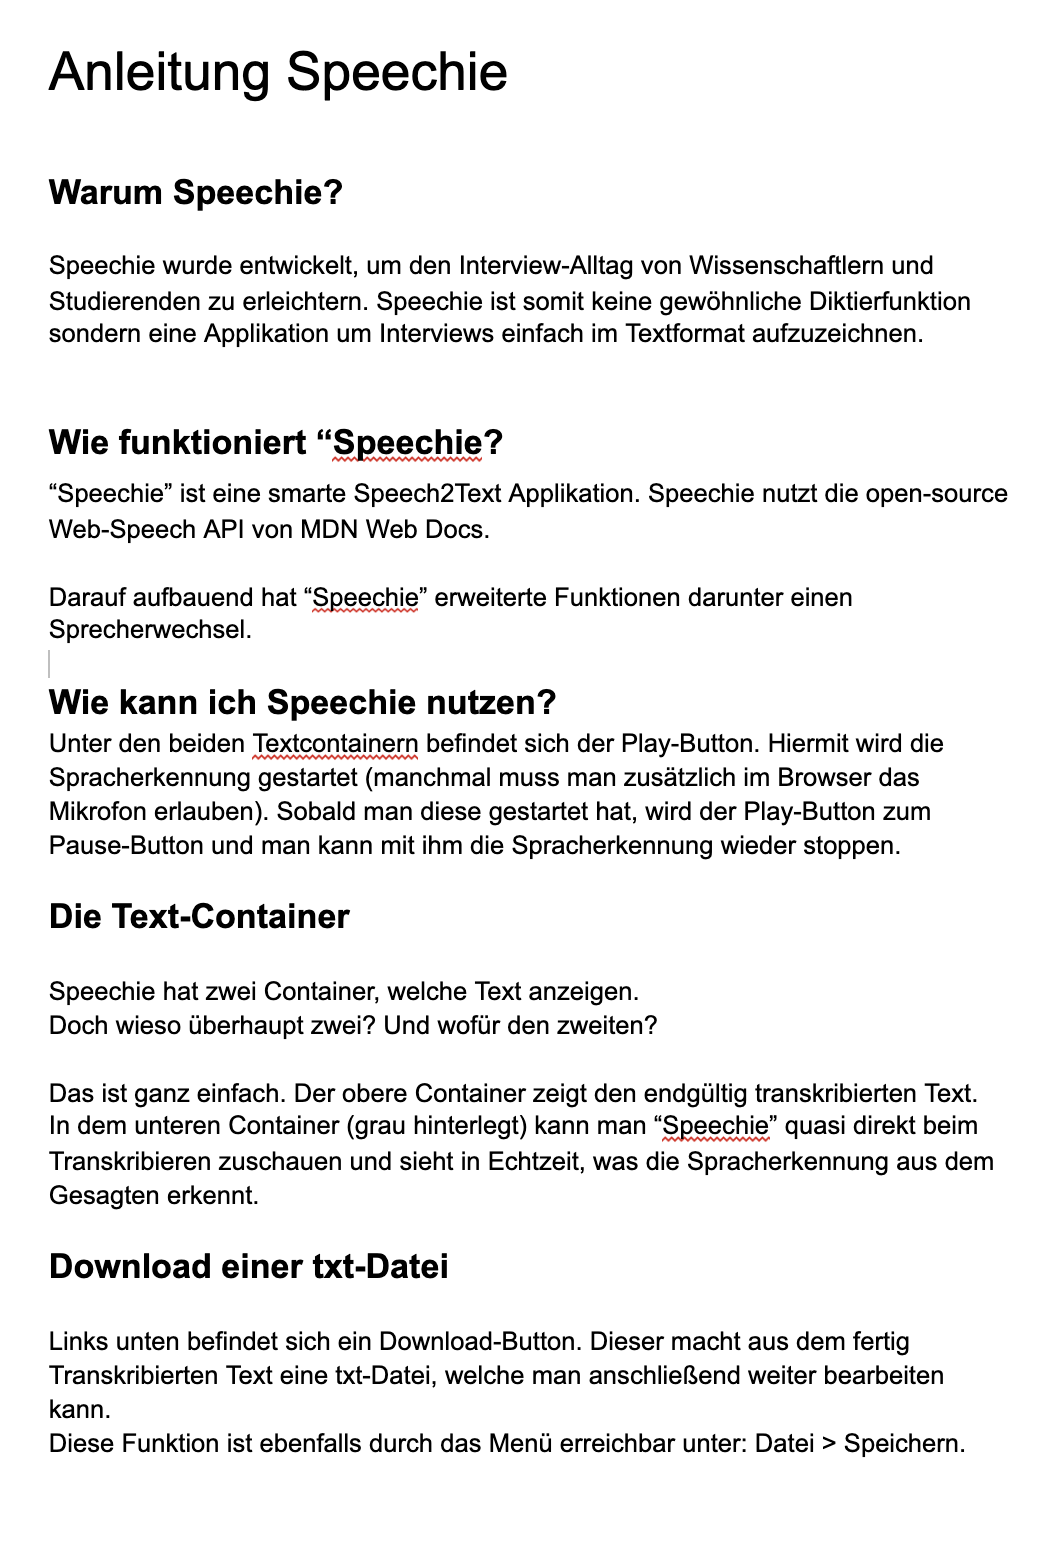 Anleitung Speechie
Warum Speechie?
Speechie wurde entwickelt, um den Interview-Alltag von Wissenschaftlern und
Studierenden zu erleichtern. Speechie ist somit keine gewöhnliche Diktierfunktion
sondern eine Applikation um Interviews einfach im Textformat aufzuzeichnen.
Wie funktioniert “Speechie?
“Speechie” ist eine smarte Speech2Text Applikation. Speechie nutzt die open-source
Web-Speech API von MDN Web Docs.
Darauf aufbauend hat “Speechie” erweiterte Funktionen darunter einen
Sprecherwechsel.
Wie kann ich Speechie nutzen?
Unter den beiden Textcontainern befindet sich der Play-Button. Hiermit wird die
Spracherkennung gestartet (manchmal muss man zusätzlich im Browser das
Mikrofon erlauben). Sobald man diese gestartet hat, wird der Play-Button zum
Pause-Button und man kann mit ihm die Spracherkennung wieder stoppen.
Die Text-Container
Speechie hat zwei Container, welche Text anzeigen.
Doch wieso überhaupt zwei? Und wofür den zweiten?
Das ist ganz einfach. Der obere Container zeigt den endgültig transkribierten Text.
In dem unteren Container (grau hinterlegt) kann man “Speechie” quasi direkt beim
Transkribieren zuschauen und sieht in Echtzeit, was die Spracherkennung aus dem
Gesagten erkennt.
Download einer txt-Datei
Links unten befindet sich ein Download-Button. Dieser macht aus dem fertig
Transkribierten Text eine txt-Datei, welche man anschließend weiter bearbeiten
kann.
Diese Funktion ist ebenfalls durch das Menü erreichbar unter: Datei > Speichern.